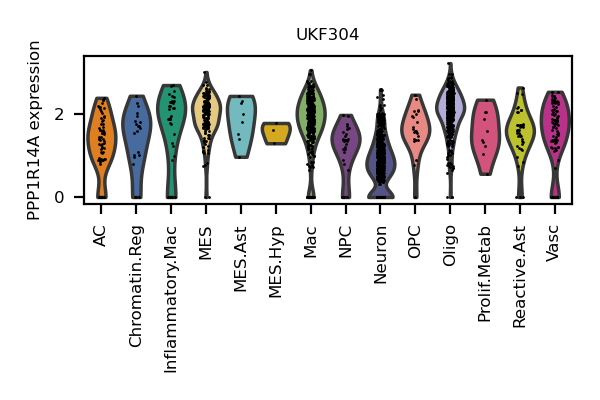 UKF304
PPP1R14A expression
2
0
AC
Chromatin.Reg
Inflammatory.Mac
MES
MES.Ast
MES.Hyp
Mac
NPC
Neuron
OPC
Oligo
Prolif.Metab
Reactive.Ast
Vasc